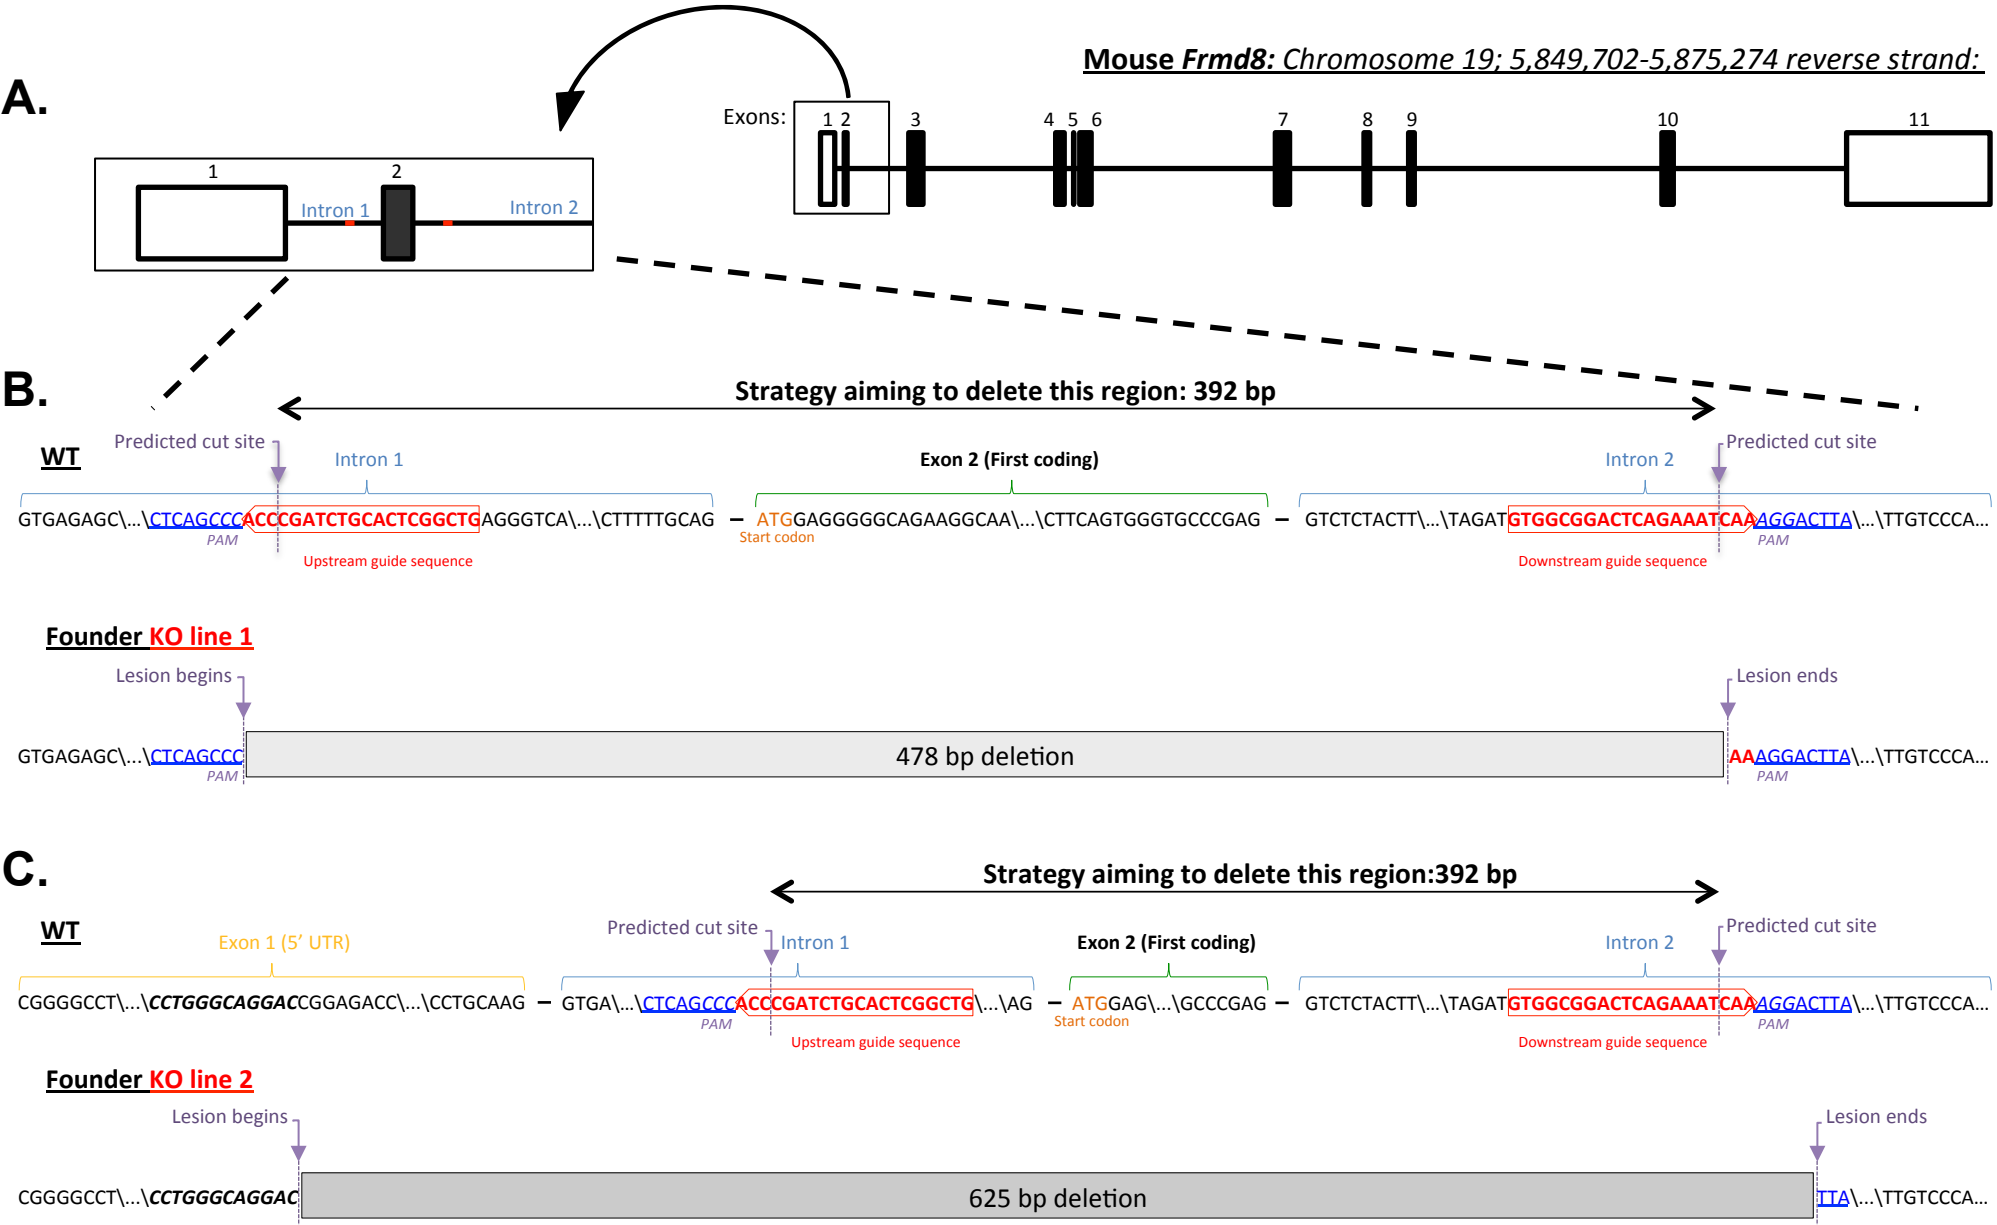 Mouse Frmd8: Chromosome 19; 5,849,702-5,875,274 reverse strand:
A.
Exons: 1 2 3 4 5 6 7 8 9 10 11
1 2
Intron 1 Intron 2
B.
Strategy aiming to delete this region: 392 bp
WT
Predicted cut site Predicted cut site
Intron 1 Exon 2 (First coding) Intron 2
GTGAGAGC\...\CTCAGCCCACCCGATCTGCACTCGGCTGAGGGTCA\...\CTTTTTGCAG – ATGGAGGGGGCAGAAGGCAA\...\CTTCAGTGGGTGCCCGAG – GTCTCTACTT\...\TAGATGTGGCGGACTCAGAAATCAAAGGACTTA\...\TTGTCCCA...
PAM Start codon PAM
Upstream guide sequence Downstream guide sequence
Founder KO line 1
Lesion begins Lesion ends
GTGAGAGC\...\CTCAGCCC 478 bp deletion AAAGGACTTA\...\TTGTCCCA...
PAM PAM
C.
Strategy aiming to delete this region:392 bp
WT
Predicted cut site Predicted cut site
Exon 1 (5’ UTR) Intron 1 Exon 2 (First coding) Intron 2
CGGGGCCT\...\CCTGGGCAGGACCGGAGACC\...\CCTGCAAG – GTGA\...\CTCAGCCCACCCGATCTGCACTCGGCTG\...\AG – ATGGAG\...\GCCCGAG – GTCTCTACTT\...\TAGATGTGGCGGACTCAGAAATCAAAGGACTTA\...\TTGTCCCA...
PAM Start codon PAM
Upstream guide sequence Downstream guide sequence
Founder KO line 2
Lesion begins Lesion ends
CGGGGCCT\...\CCTGGGCAGGAC 625 bp deletion TTA\...\TTGTCCCA...